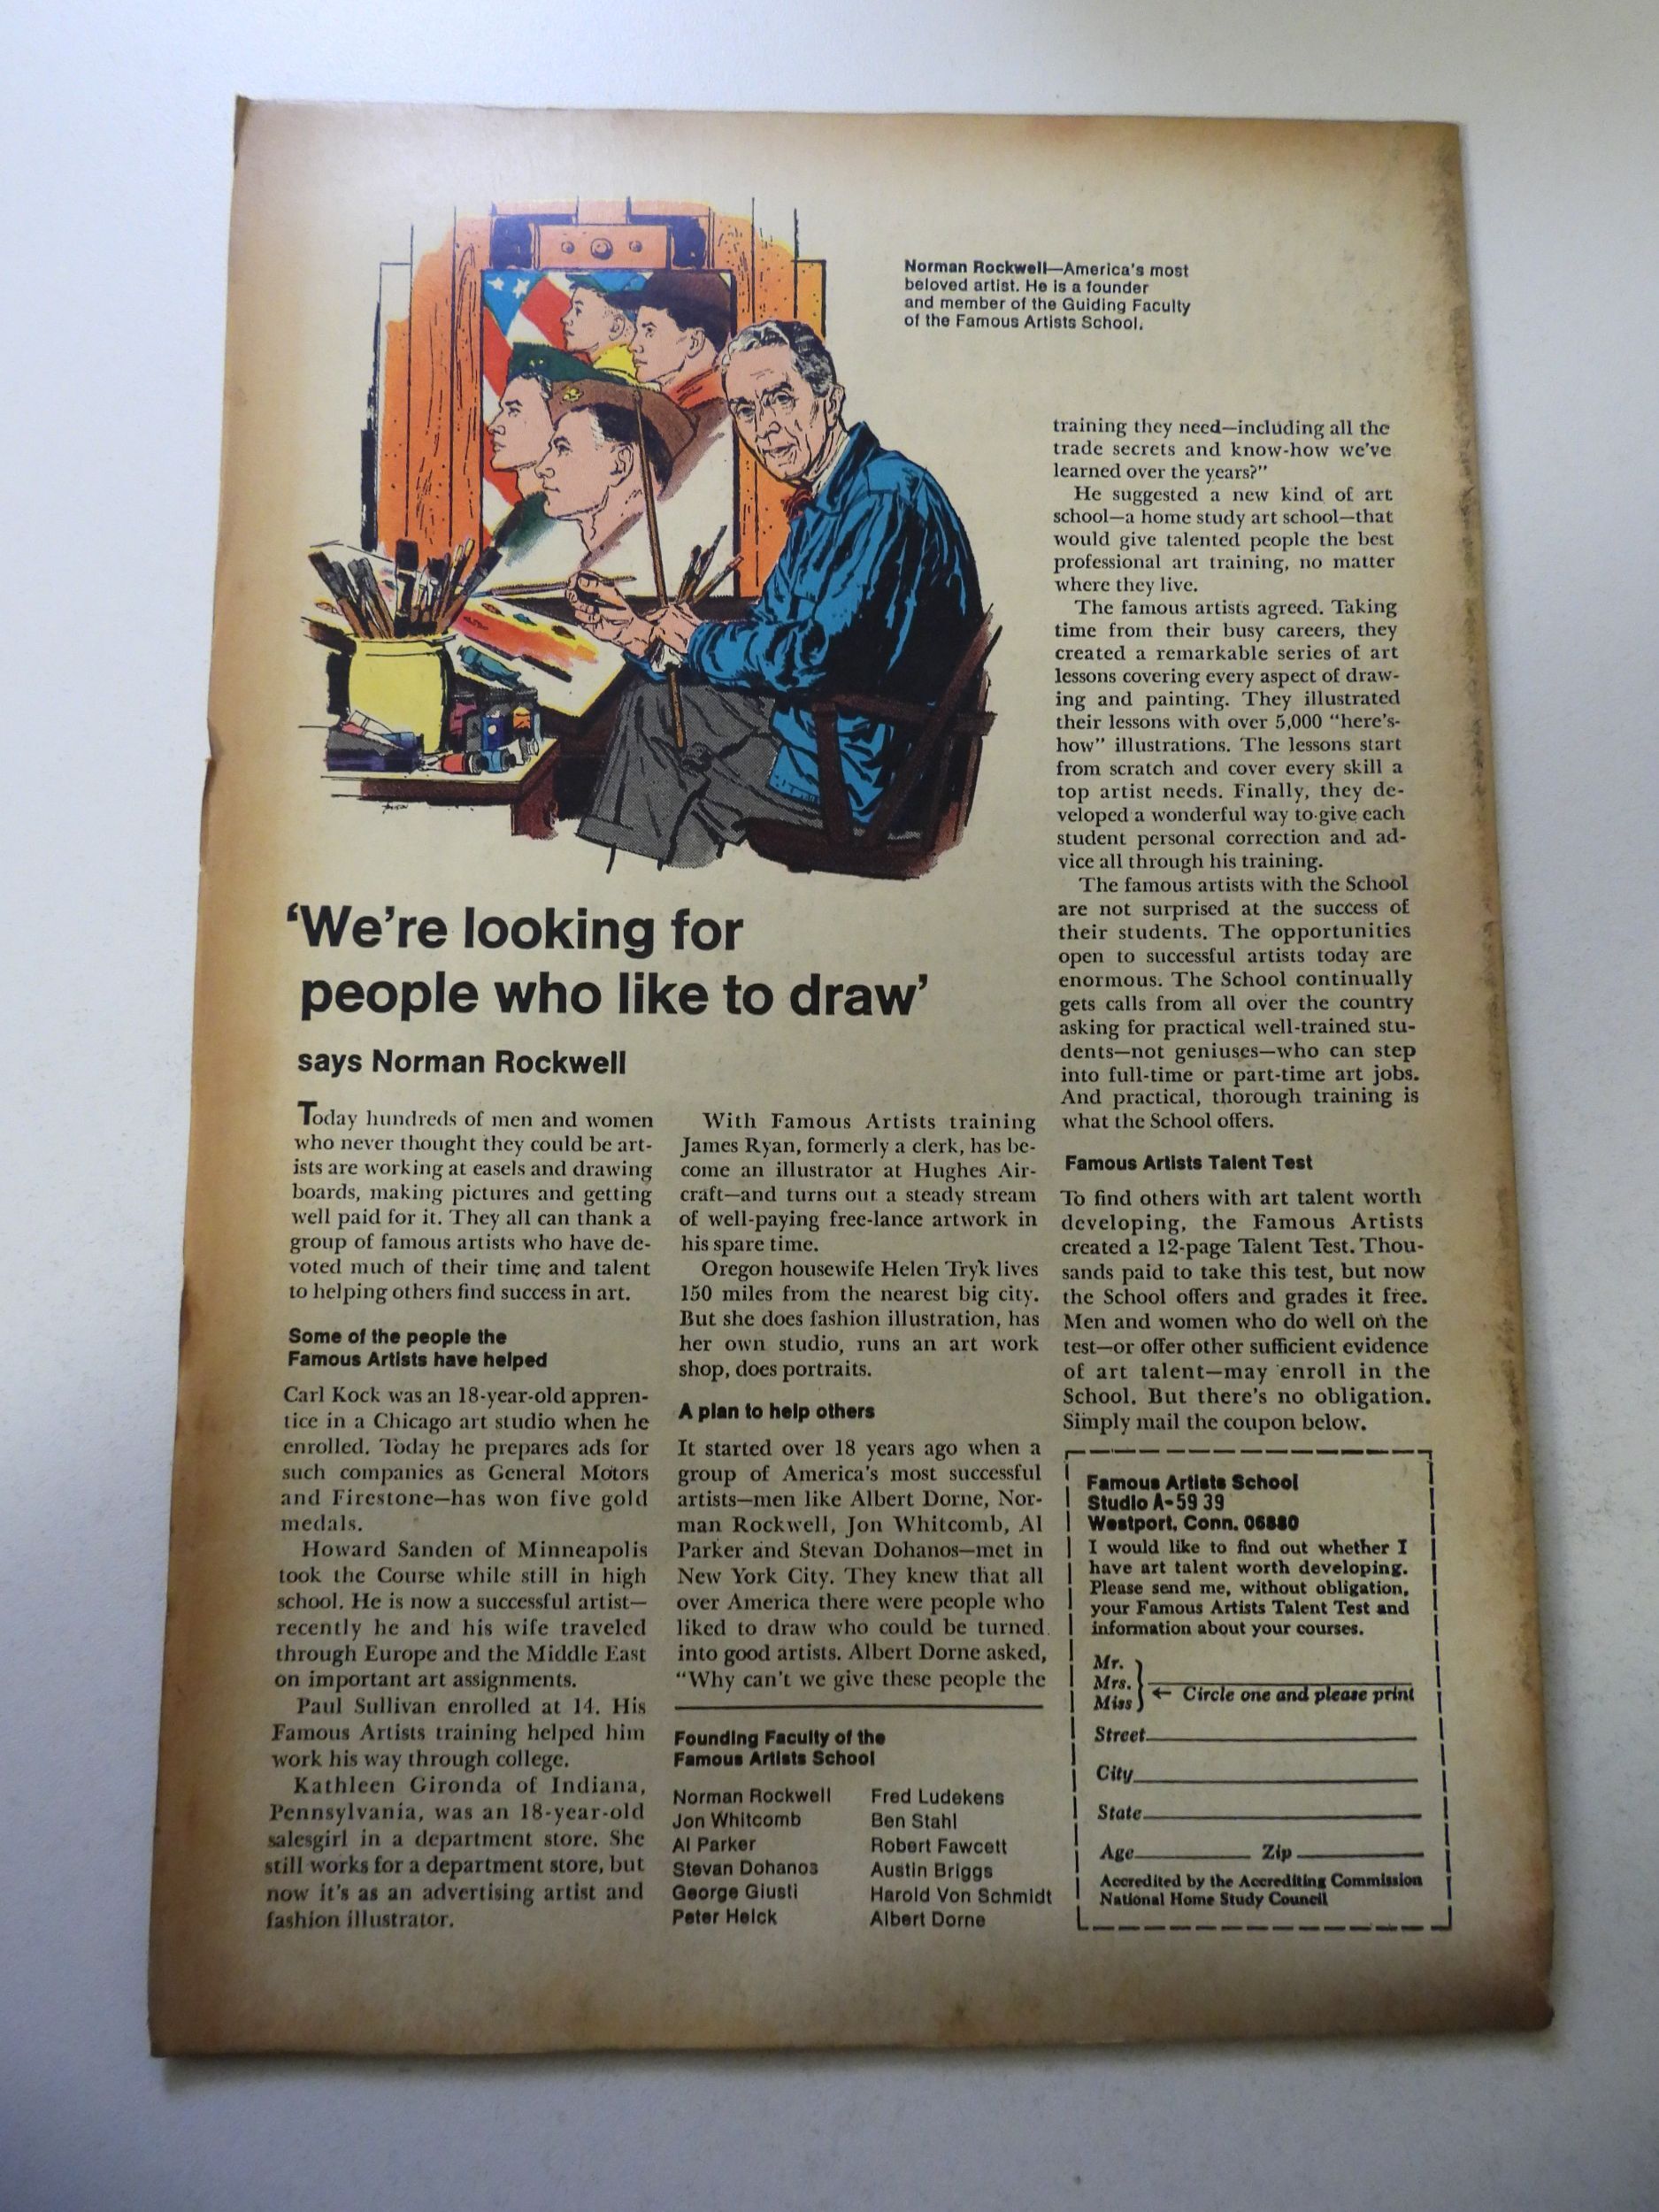 Norman Rockwell—America's most
beloved artist. He is a founder
and member of the Guiding Faculty
of the Famous Artists School.
'We're looking for
people who like to draw'
says Norman Rockwell
Today hundreds of men and women
who never thought they could be art-
ists are working at easels and drawing
boards, making pictures and getting
well paid for it. They all can thank a
group of famous artists who have de-
voted much of their time and talent
to helping others find success in art.
Some of the people the
Famous Artists have helped
Carl Kock was an 18-year-old appren-
tice in a Chicago art studio when he
enrolled. Today he prepares ads for
such companies as General Motors
and Firestone—has won five gold
medals.
Howard Sanden of Minneapolis
took the Course while still in high
school. He is now a successful artist—
recently he and his wife traveled
through Europe and the Middle East
on important art assignments.
Paul Sullivan enrolled at 14. His
Famous Artists training helped him
work his way through college.
Kathleen Gironda of Indiana,
Pennsylvania, was an 18-year-old
salesgirl in a department store. She
still works for a department store, but
now it's as an advertising artist and
fashion illustrator.
With Famous Artists training
James Ryan, formerly a clerk, has be-
come an illustrator at Hughes Air-
craft—and turns out a steady stream
of well-paying free-lance artwork in
his spare time.
Oregon housewife Helen Tryk lives
150 miles from the nearest big city.
But she does fashion illustration, has
her own studio, runs an art work
shop, does portraits.
A plan to help others
It started over 18 years ago when a
group of America's most successful
artists—men like Albert Dorne, Nor-
man Rockwell, Jon Whitcomb, Al
Parker and Stevan Dohanos—met in
New York City. They knew that all
over America there were people who
liked to draw who could be turned
into good artists. Albert Dorne asked,
"Why can't we give these people the
training they need—including all the
trade secrets and know-how we've
learned over the years?"
He suggested a new kind of art
school—a home study art school—that
would give talented people the best
professional art training, no matter
where they live.
The famous artists agreed. Taking
time from their busy careers, they
created a remarkable series of art
lessons covering every aspect of draw-
ing and painting. They illustrated
their lessons with over 5,000 "here's-
how" illustrations. The lessons start
from scratch and cover every skill a
top artist needs. Finally, they de-
veloped a wonderful way to give each
student personal correction and ad-
vice all through his training.
The famous artists with the School
are not surprised at the success of
their students. The opportunities
open to successful artists today are
enormous. The School continually
gets calls from all over the country
asking for practical well-trained stu-
dents—not geniuses—who can step
into full-time or part-time art jobs.
And practical, thorough training is
what the School offers.
Famous Artists Talent Test
To find others with art talent worth
developing, the Famous Artists
created a 12-page Talent Test. Thou-
sands paid to take this test, but now
the School offers and grades it free.
Men and women who do well on the
test—or offer other sufficient evidence
of art talent—may enroll in the
School. But there's no obligation.
Simply mail the coupon below.
Founding Faculty of the
Famous Artists School
Norman Rockwell
Jon Whitcomb
Al Parker
Stevan Dohanos
George Giusti
Peter Helck
Fred Ludekens
Ben Stahl
Robert Fawcett
Austin Briggs
Harold Von Schmidt
Albert Dorne
Famous Artists School
Studio A-59 39
Westport, Conn. 06880
I would like to find out whether I
have art talent worth developing.
Please send me, without obligation,
your Famous Artists Talent Test and
information about your courses.
Mr.
Mrs.
Miss
← Circle one and please print
Street
City
State
Age Zip
Accredited by the Accrediting Commission
National Home Study Council